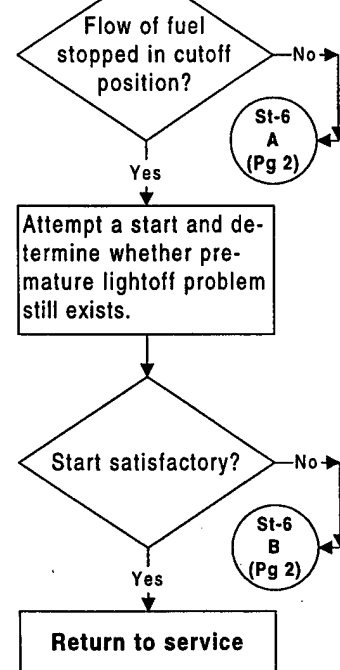 Flow of fuel
stopped in cutoff
position?
No
St-6
A
(Pg 2)
Yes
Attempt a start and de-
termine whether pre-
mature lightoff problem
still exists.
Start satisfactory?
No
St-6
B
(Pg 2)
Yes
Return to service